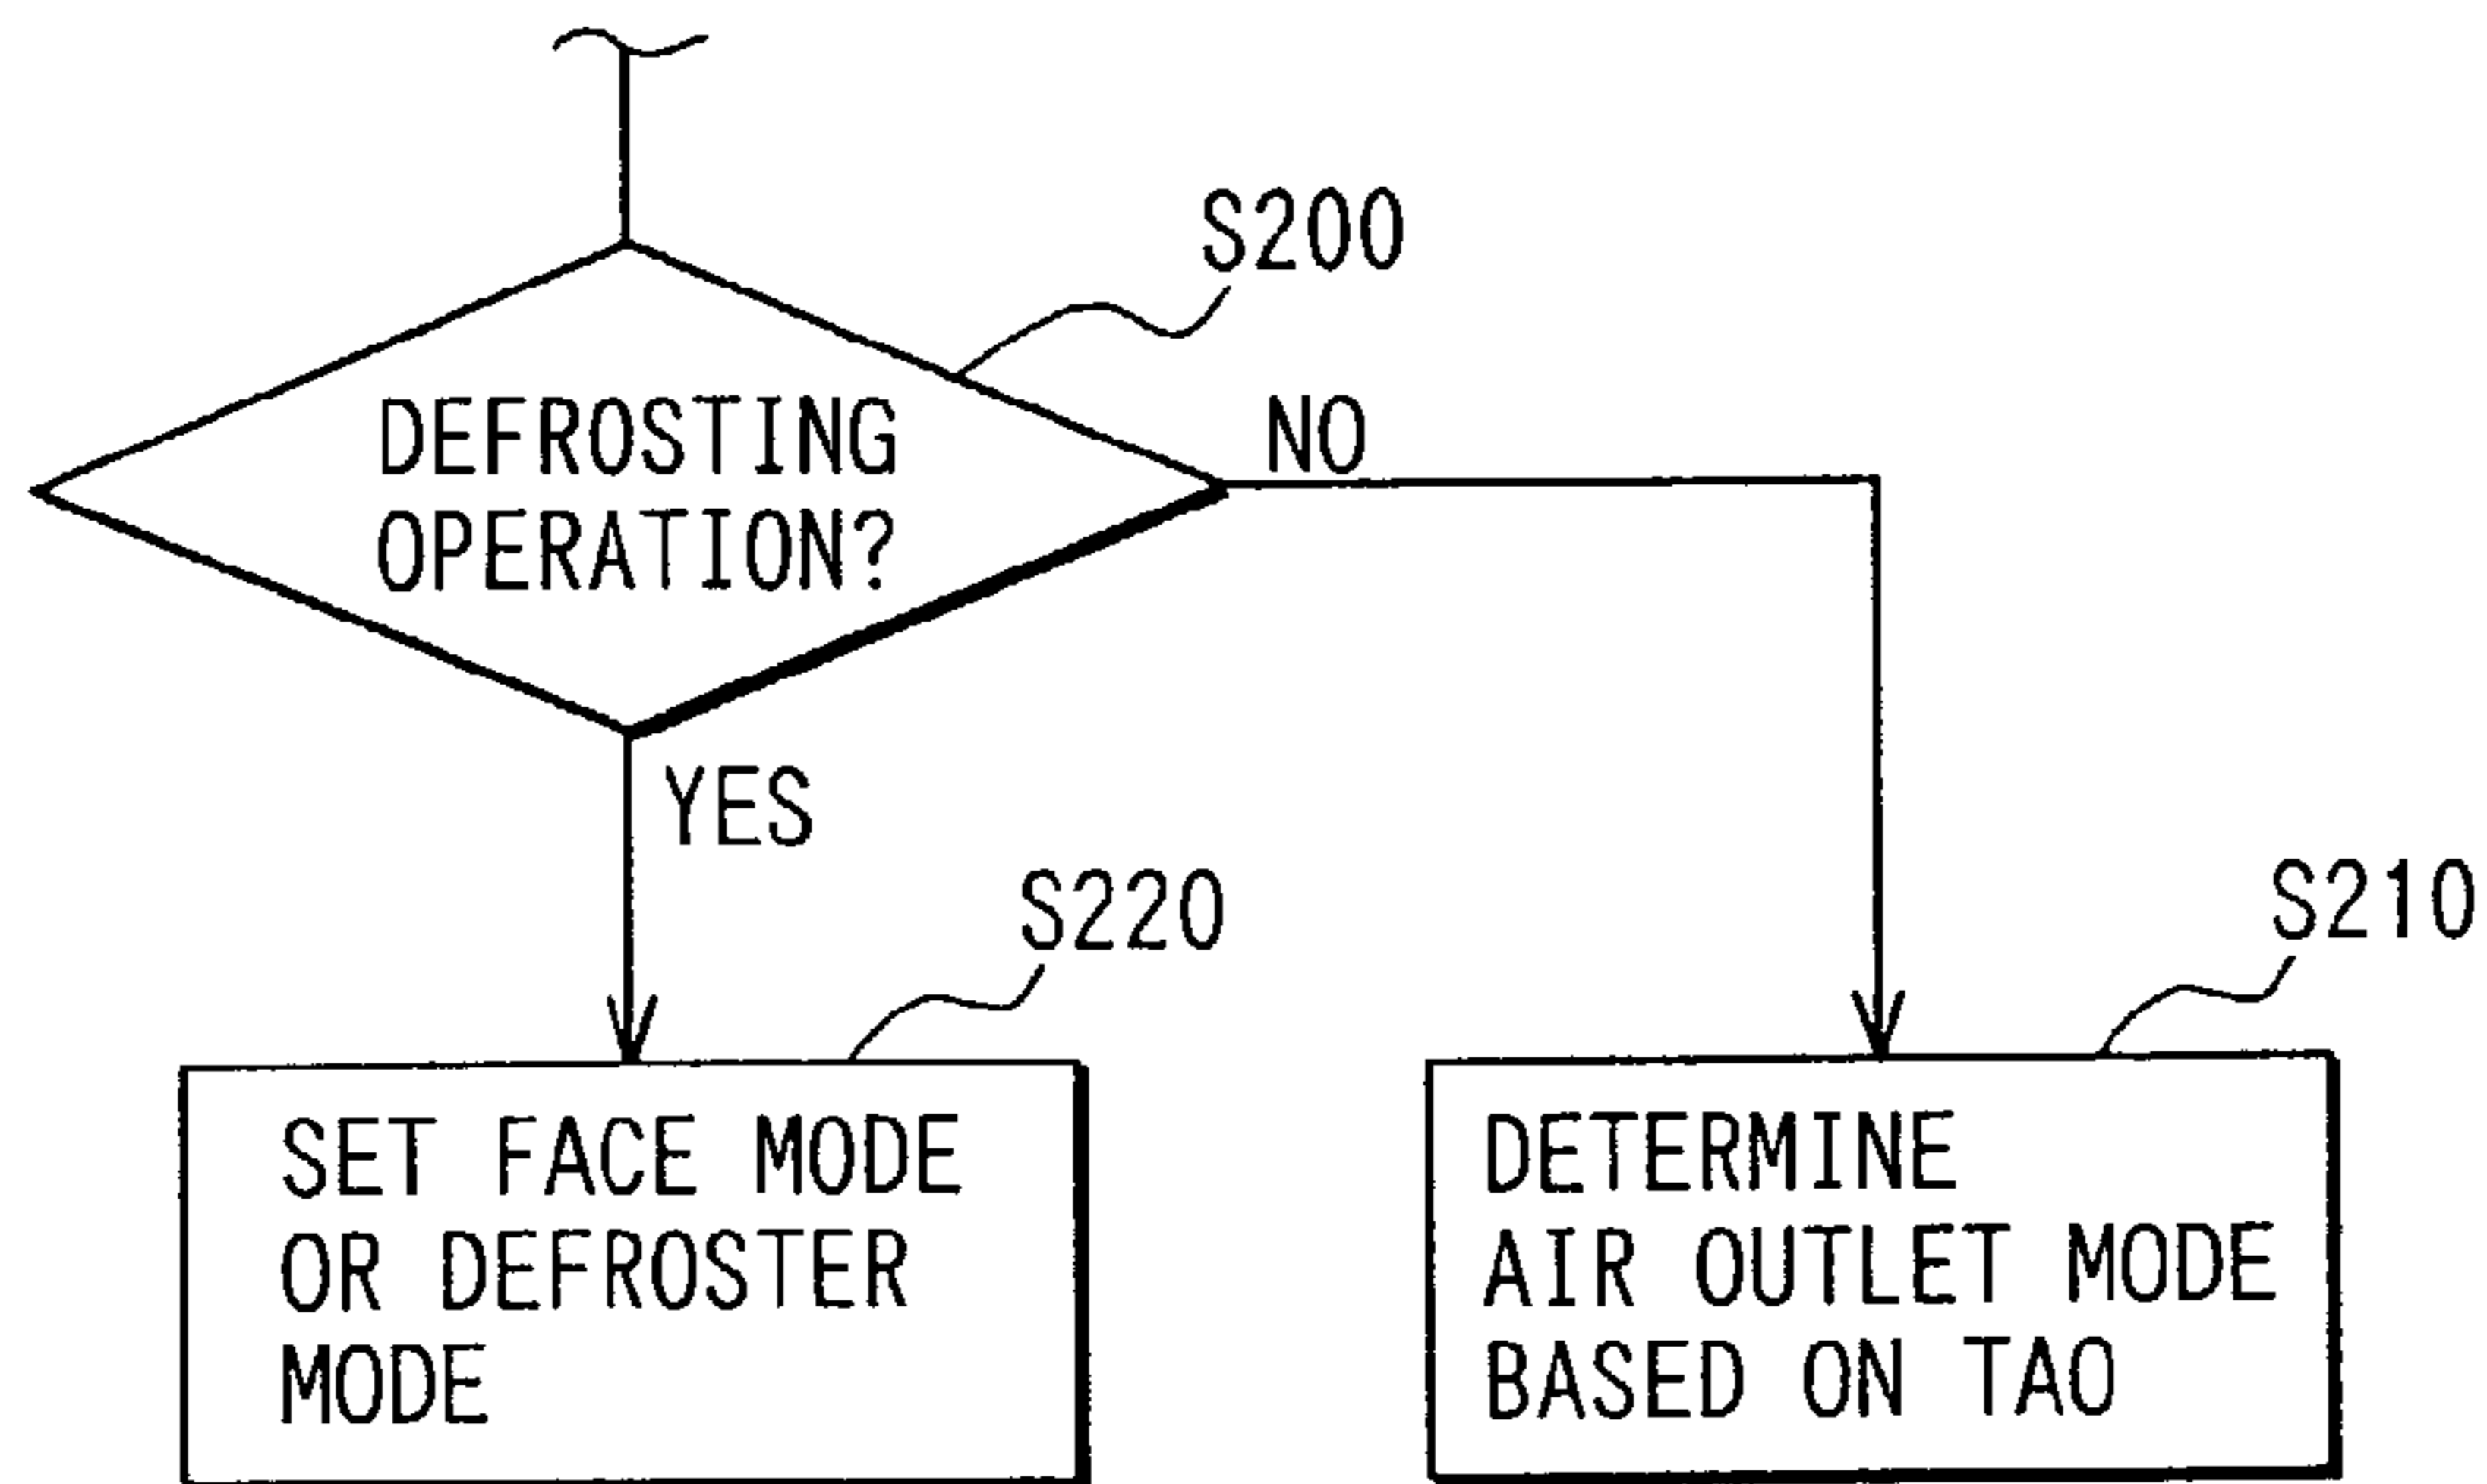 S200
DEFROSTING
OPERATION?
NO
YES
S220
SET FACE MODE
OR DEFROSTER
MODE
S210
DETERMINE
AIR OUTLET MODE
BASED ON TAO